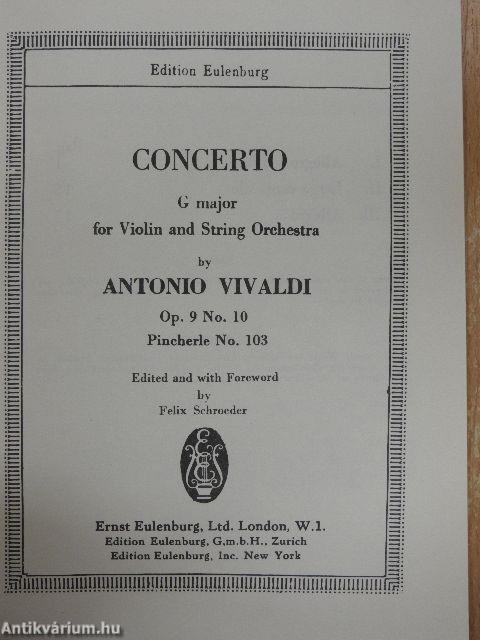 Edition Eulenburg
CONCERTO
G major
for Violin and String Orchestra
by
ANTONIO VIVALDI
Op. 9 No. 10
Pincherle No. 103
Edited and with Foreword
by
Felix Schroeder
Ernst Eulenburg, Ltd. London, W.1.
Edition Eulenburg, G,m.b.H., Zurich
Edition Eulenburg, Inc. New York
Antikvárium.hu